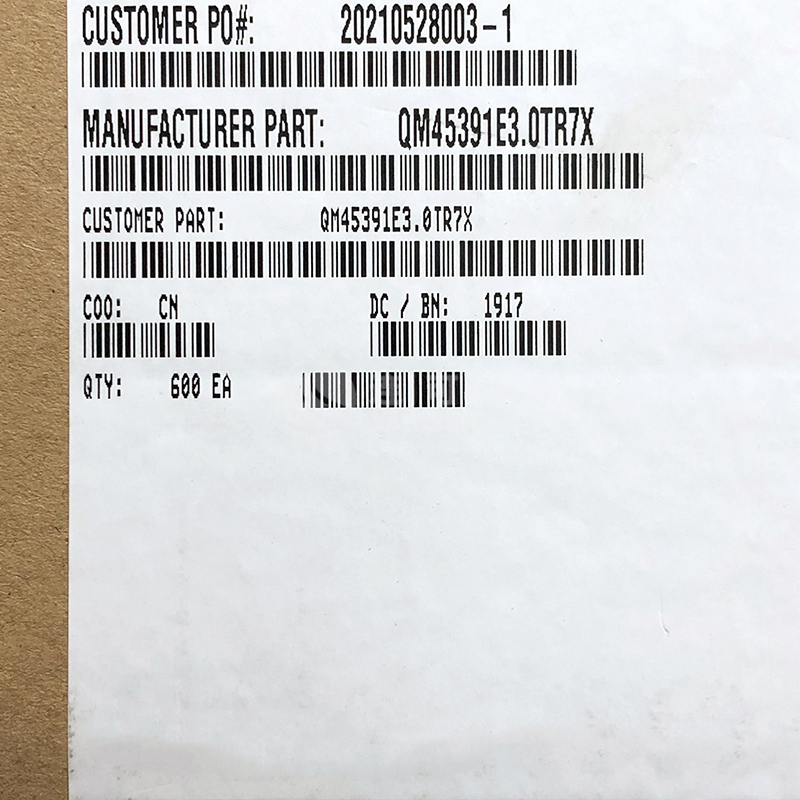 CUSTOMER PO#: 20210528003-1
MANUFACTURER PART: QM45391E3.0TR7X
CUSTOMER PART: QM45391E3.0TR7X
COO: CN DC / BN: 1917
QTY: 600 EA